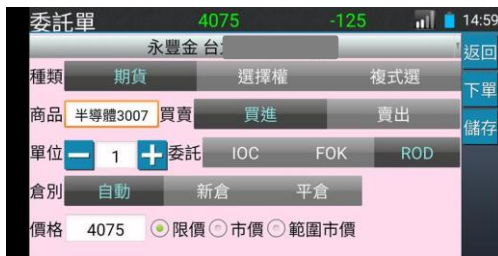 委託單 4075 -125 14:59
永豐金 台
返回
種類 期貨 選擇權 複式選
下單
商品 半導體3007 買賣 買進 賣出
儲存
單位 1 委託 IOC FOK ROD
倉別 自動 新倉 平倉
價格 4075 限價 市價 範圍市價